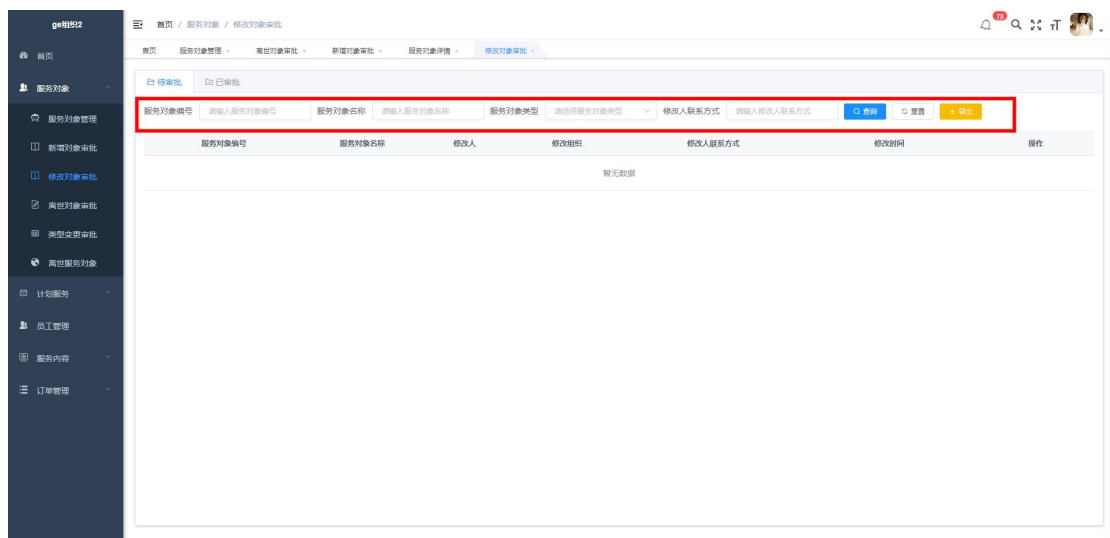 ge组织2
首页 / 服务对象 / 修改对象审批
78
首页 服务对象管理 × 离世对象审批 × 新增对象审批 × 服务对象详情 × 修改对象审批 ×
首页
服务对象
服务对象管理
新增对象审批
修改对象审批
离世对象审批
类型变更审批
离世服务对象
计划服务
员工管理
服务内容
订单管理
待审批 已审批
服务对象编号 请输入服务对象编号 服务对象名称 请输入服务对象名称 服务对象类型 请选择服务对象类型 修改人联系方式 请输入修改人联系方式 查询 重置 导出
服务对象编号 服务对象名称 修改人 修改组织 修改人联系方式 修改时间 操作
暂无数据